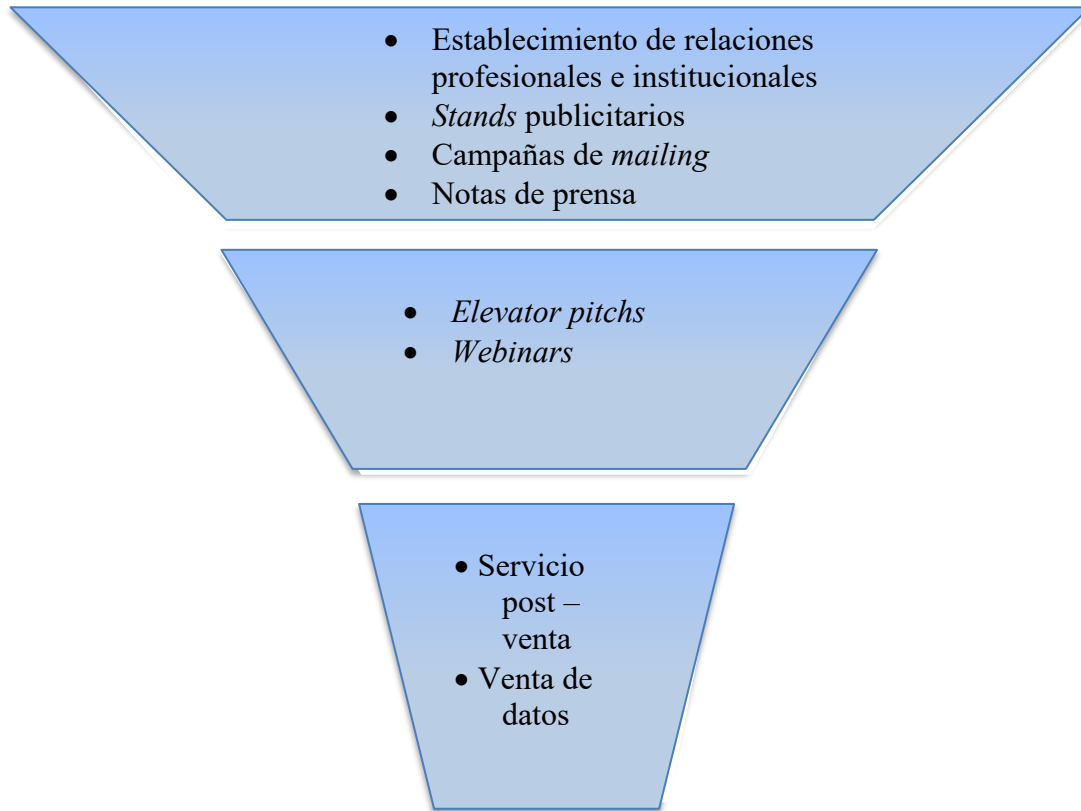 • Establecimiento de relaciones
profesionales e institucionales
• Stands publicitarios
• Campañas de mailing
• Notas de prensa
• Elevator pitchs
• Webinars
• Servicio
post –
venta
• Venta de
datos